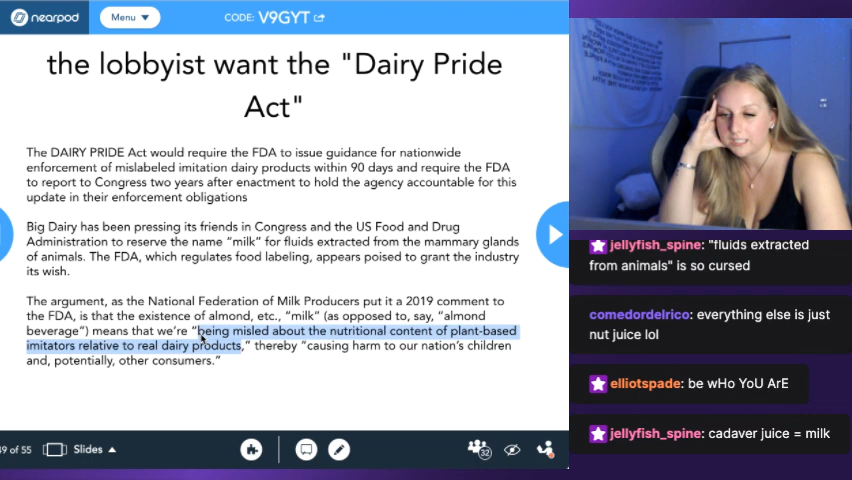 nearpod
Menu
CODE: V9GYT
the lobbyist want the "Dairy Pride
Act"
The DAIRY PRIDE Act would require the FDA to issue guidance for nationwide
enforcement of mislabeled imitation dairy products within 90 days and require the FDA
to report to Congress two years after enactment to hold the agency accountable for this
update in their enforcement obligations
Big Dairy has been pressing its friends in Congress and the US Food and Drug
Administration to reserve the name “milk” for fluids extracted from the mammary glands
of animals. The FDA, which regulates food labeling, appears poised to grant the industry
its wish.
The argument, as the National Federation of Milk Producers put it a 2019 comment to
the FDA, is that the existence of almond, etc., “milk” (as opposed to, say, “almond
beverage”) means that we’re “being misled about the nutritional content of plant-based
imitators relative to real dairy products,” thereby “causing harm to our nation’s children
and, potentially, other consumers.”
49 of 55
Slides
32
jellyfish_spine: "fluids extracted
from animals" is so cursed
comedordelrico: everything else is just
nut juice lol
elliotspade: be wHo YoU ArE
jellyfish_spine: cadaver juice = milk